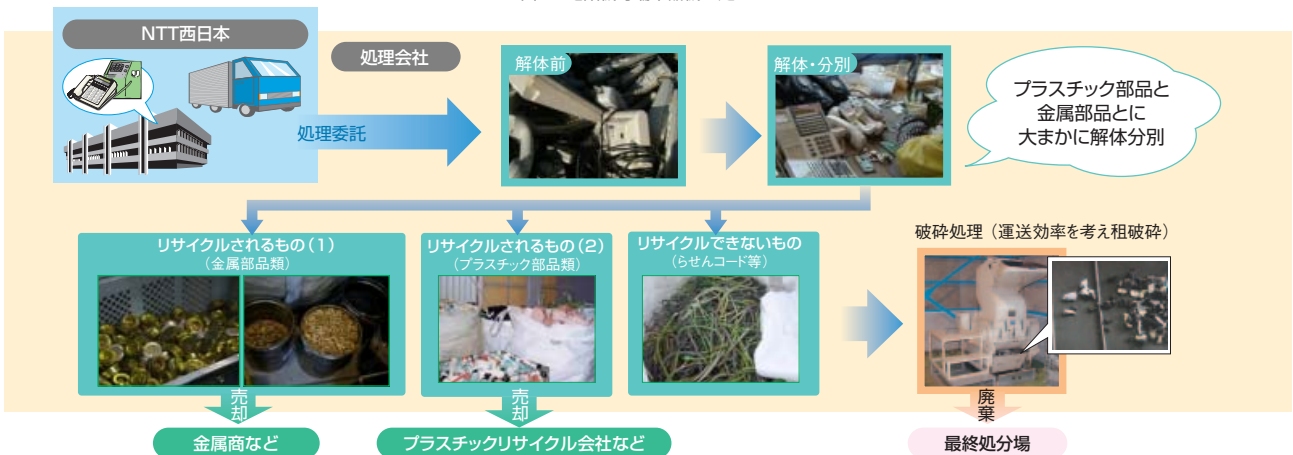 NTT西日本
処理会社
処理委託
解体前
解体・分別
プラスチック部品と
金属部品とに
大まかに解体分別
リサイクルされるもの(1)
(金属部品類)
リサイクルされるもの(2)
(プラスチック部品類)
リサイクルできないもの
(らせんコード等)
破砕処理（運送効率を考え粗破砕）
売却
売却
廃棄
金属商など
プラスチックリサイクル会社など
最終処分場